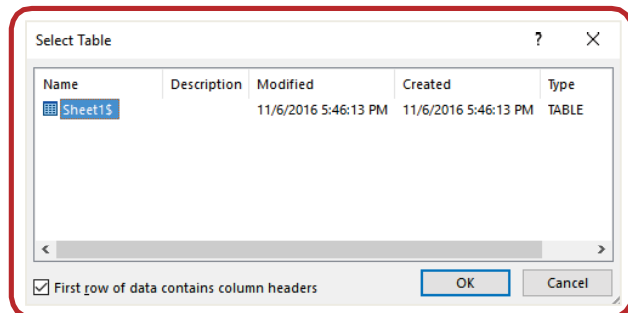 Select Table ? X
Name Description Modified Created Type
Sheet1$ 11/6/2016 5:46:13 PM 11/6/2016 5:46:13 PM TABLE
First row of data contains column headers OK Cancel